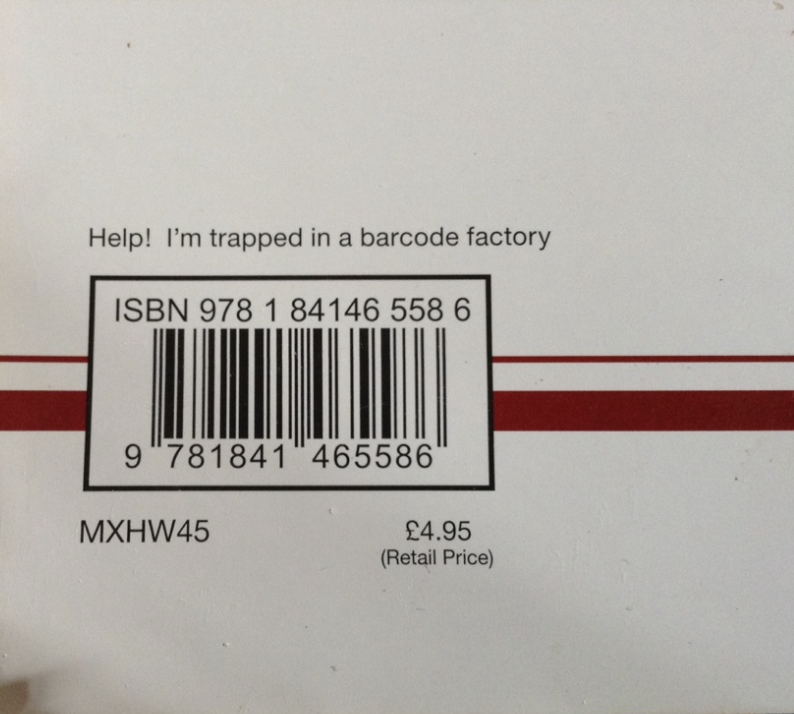 Help! I'm trapped in a barcode factory
ISBN 978 1 84146 558 6
9 781841 465586
MXHW45 £4.95
(Retail Price)